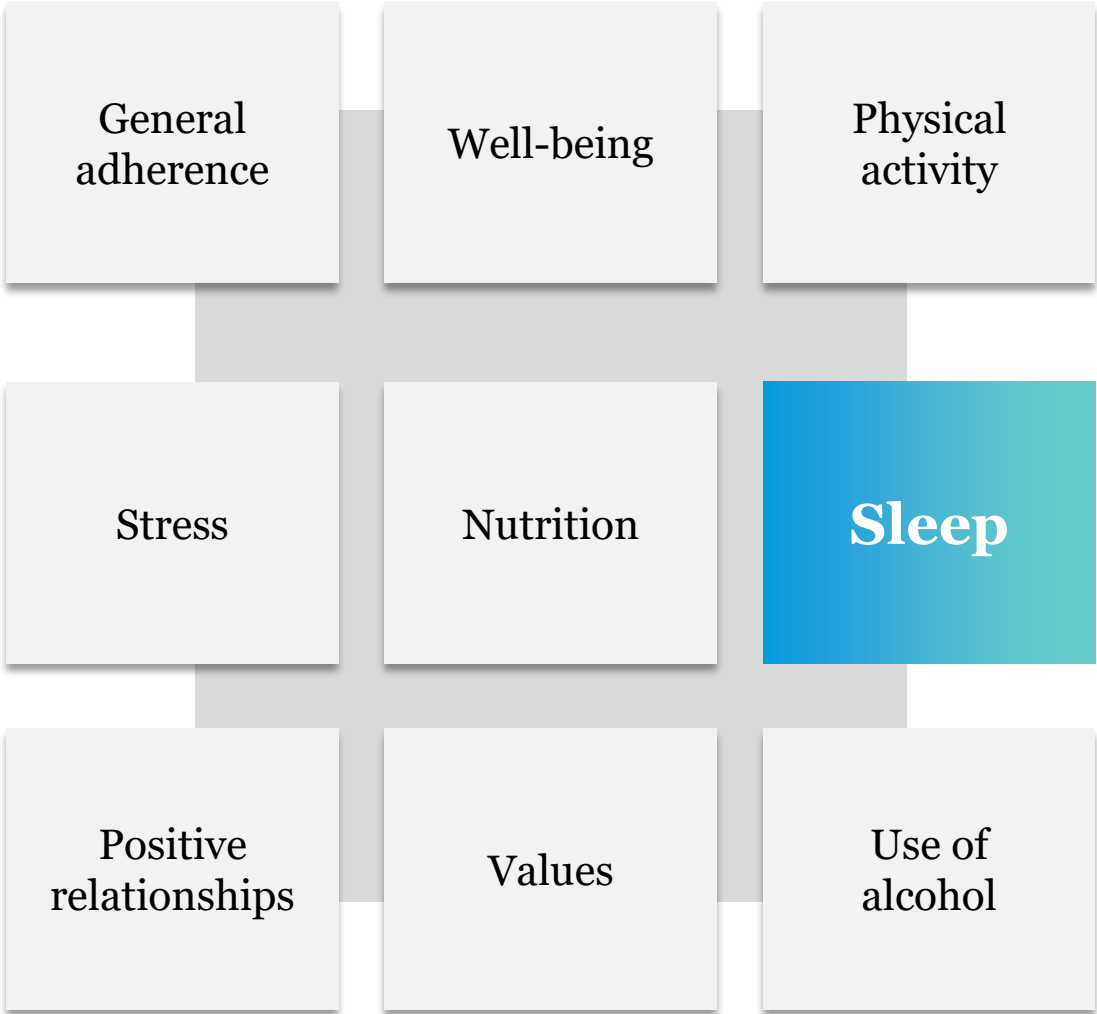 General
adherence
Well-being
Physical
activity
Stress
Nutrition
Sleep
Positive
relationships
Values
Use of
alcohol